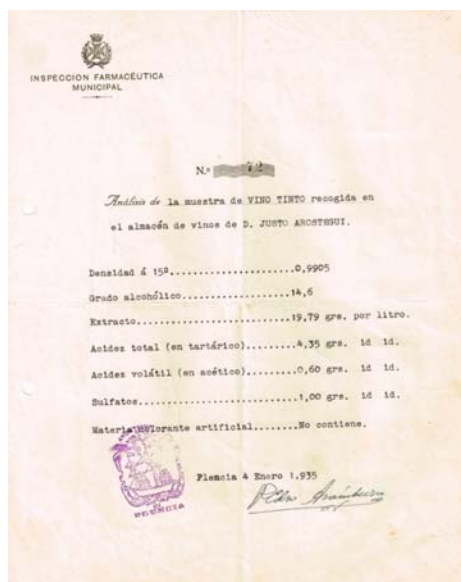 INSPECCION FARMACÉUTICA
MUNICIPAL
N.º 72
Análisis de la muestra de VINO TINTO recogida en
el almacén de vinos de D. JUSTO AROSTEGUI.
Densidad á 15º......................0,9905
Grado alcohólico....................14,6
Extracto............................19,79 grs. por litro.
Acidez total (en tartárico).........4,35 grs. id id.
Acidez volátil (en acético).........0,60 grs. id id.
Sulfatos............................1,00 grs. id id.
Materia colorante artificial.......No contiene.
Plencia 4 Enero 1,935
Pedro
PLENCIA